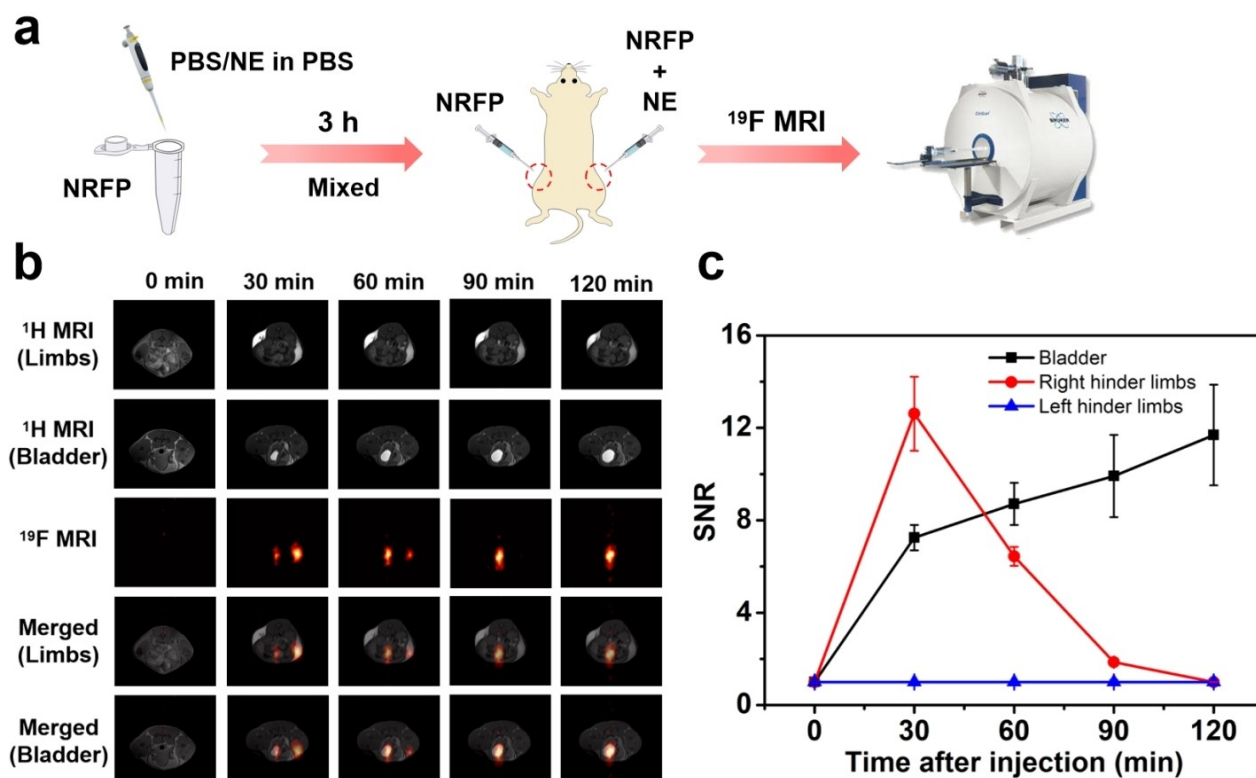 a
PBS/NE in PBS
NRFP
3 h
Mixed
NRFP
NRFP
+
NE
¹⁹F MRI
BRUKER
b
0 min 30 min 60 min 90 min 120 min
¹H MRI
(Limbs)
¹H MRI
(Bladder)
¹⁹F MRI
Merged
(Limbs)
Merged
(Bladder)
c
16
12
8
4
0
SNR
Bladder
Right hinder limbs
Left hinder limbs
0 30 60 90 120
Time after injection (min)